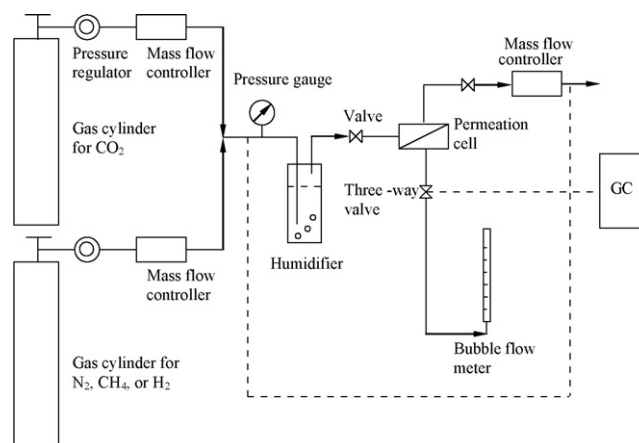 Pressure
regulator
Mass flow
controller
Gas cylinder
for CO₂
Pressure gauge
Humidifier
Valve
Permeation
cell
Mass flow
controller
Three -way
valve
GC
Bubble flow
meter
Mass flow
controller
Gas cylinder for
N₂, CH₄, or H₂